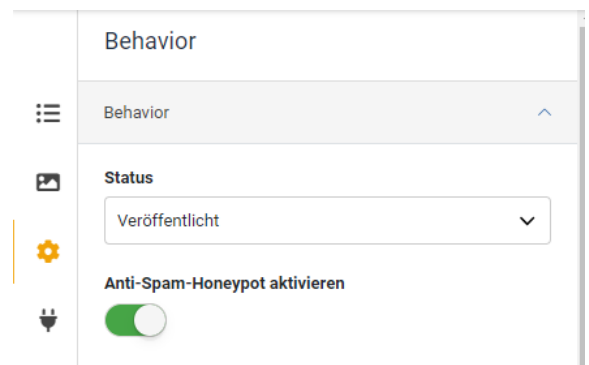 Behavior
Behavior
Status
Veröffentlicht
Anti-Spam-Honeypot aktivieren